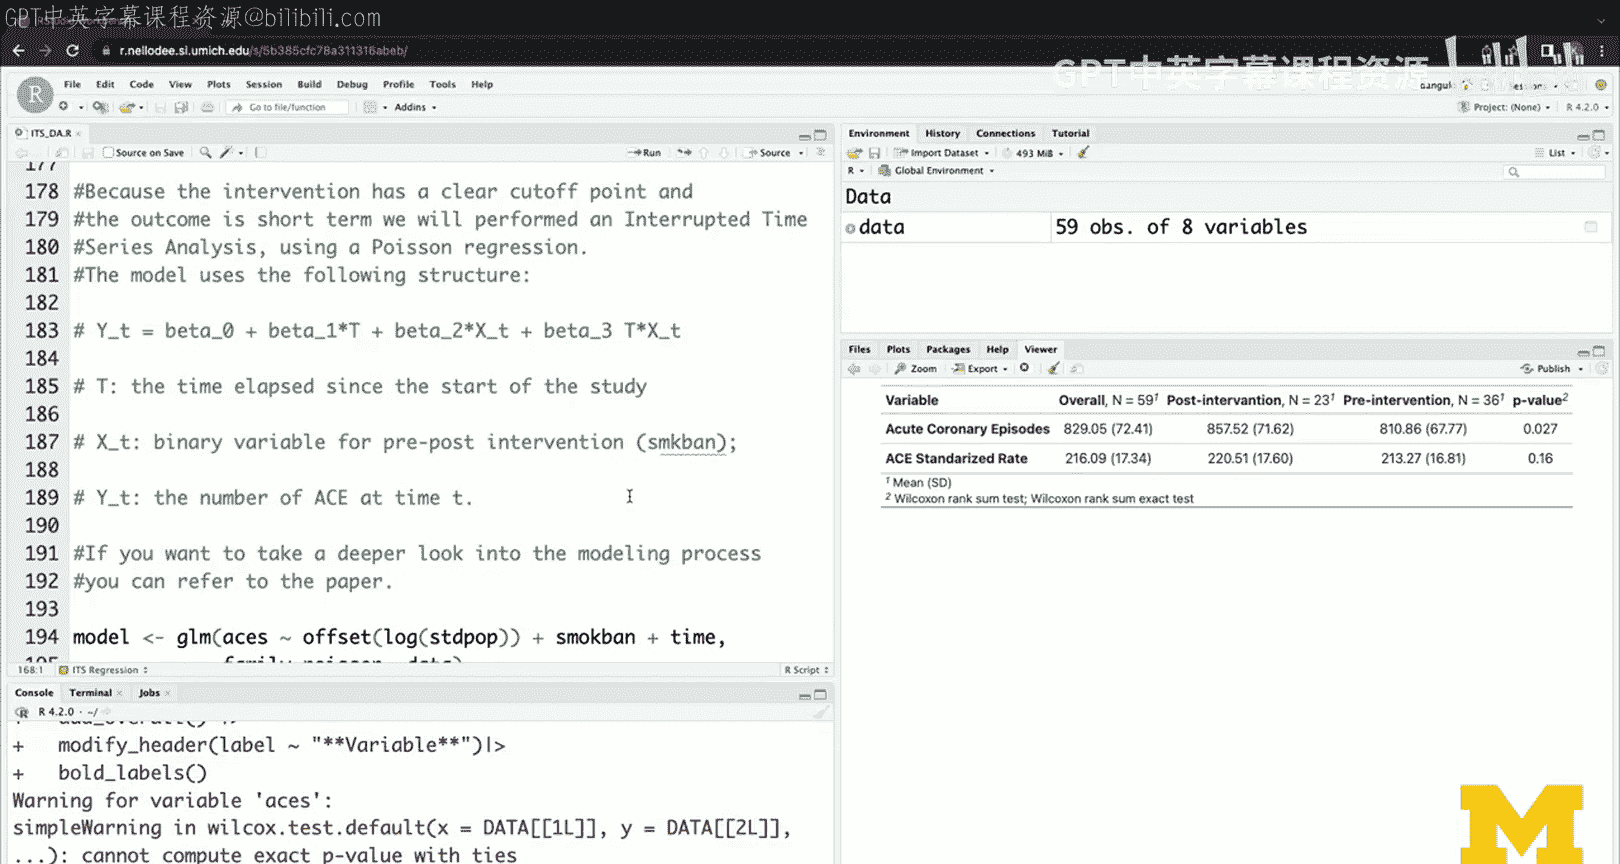 GPT中英字幕课程资源@bilibili.com
r.nellodee.si.umich.edu/s/5b385cfc78a311316abeb/
GPT中英字幕课程资源
File Edit Code View Plots Session Build Debug Profile Tools Help
Go to file/function Addins
Project: (None) R 4.2.0
ITS_DA.R
Source on Save Run Source
177
178 #Because the intervention has a clear cutoff point and
179 #the outcome is short term we will performed an Interrupted Time
180 #Series Analysis, using a Poisson regression.
181 #The model uses the following structure:
182
183 # Y_t = beta_0 + beta_1*T + beta_2*X_t + beta_3 T*X_t
184
185 # T: the time elapsed since the start of the study
186
187 # X_t: binary variable for pre-post intervention (smkban);
188
189 # Y_t: the number of ACE at time t.
190
191 #If you want to take a deeper look into the modeling process
192 #you can refer to the paper.
193
194 model <- glm(aces ~ offset(log(stdpop)) + smokban + time,
195 family=poisson, data)
168:1 ITS Regression R Script
Console Terminal Jobs
R 4.2.0 · ~/
+ add_overall() |>
+ modify_header(label ~ "**Variable**")|>
+ bold_labels()
Warning for variable 'aces':
simpleWarning in wilcox.test.default(x = DATA[[1L]], y = DATA[[2L]],
...): cannot compute exact p-value with ties
Environment History Connections Tutorial
Import Dataset 493 MiB List
R Global Environment
Data
data 59 obs. of 8 variables
Files Plots Packages Help Viewer
Zoom Export Publish
Variable Overall, N = 59¹ Post-intervantion, N = 23¹ Pre-intervention, N = 36¹ p-value²
Acute Coronary Episodes 829.05 (72.41) 857.52 (71.62) 810.86 (67.77) 0.027
ACE Standarized Rate 216.09 (17.34) 220.51 (17.60) 213.27 (16.81) 0.16
¹ Mean (SD)
² Wilcoxon rank sum test; Wilcoxon rank sum exact test
M